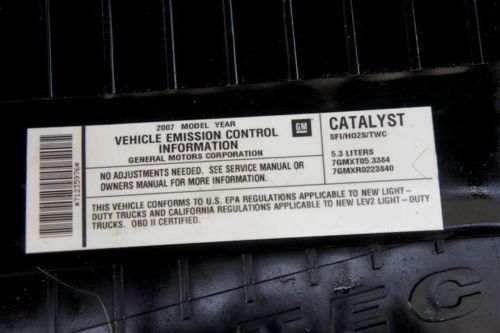 2007 MODEL YEAR
VEHICLE EMISSION CONTROL
INFORMATION
GENERAL MOTORS CORPORATION
GM
CATALYST
SFI/HO2S/TWC
5.3 LITERS
7GMXT05.3384
7GMXR0223840
NO ADJUSTMENTS NEEDED. SEE SERVICE MANUAL OR
OWNERS MANUAL FOR MORE INFORMATION.
THIS VEHICLE CONFORMS TO U.S. EPA REGULATIONS APPLICABLE TO NEW LIGHT-
DUTY TRUCKS AND CALIFORNIA REGULATIONS APPLICABLE TO NEW LEV2 LIGHT-DUTY
TRUCKS. OBD II CERTIFIED.
*71235976*
TEC